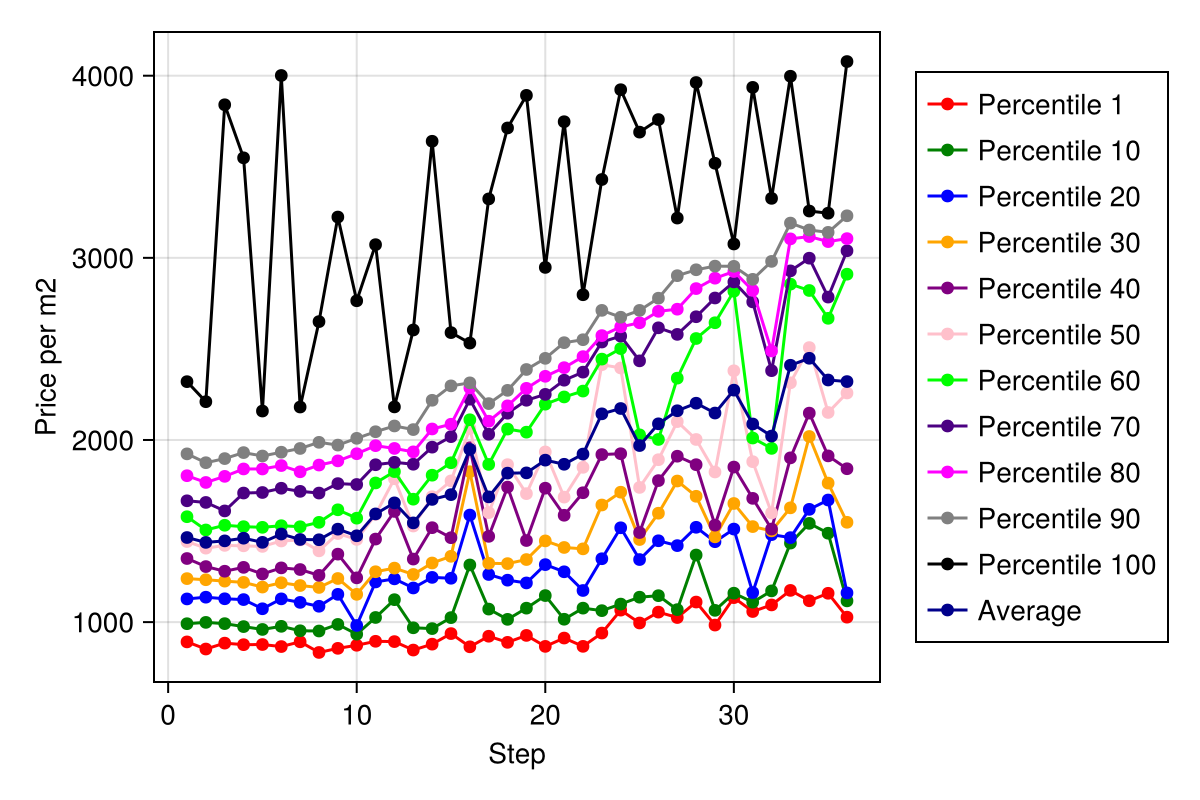 4000
3000
2000
1000
Price per m2
0 10 20 30
Step
Percentile 1
Percentile 10
Percentile 20
Percentile 30
Percentile 40
Percentile 50
Percentile 60
Percentile 70
Percentile 80
Percentile 90
Percentile 100
Average